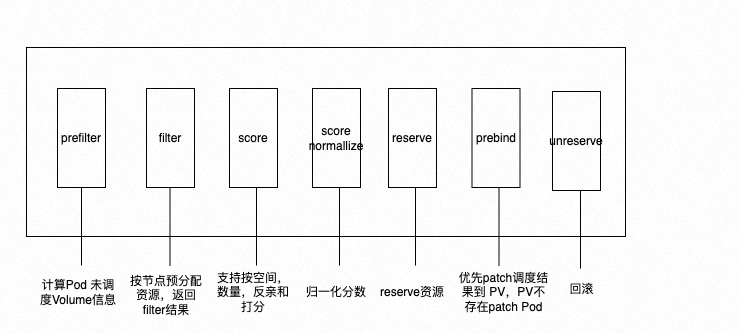 prefilter
filter
score
score
normallize
reserve
prebind
unreserve
计算Pod 未调
度Volume信息
按节点预分配
资源，返回
filter结果
支持按空间，
数量，反亲和
打分
归一化分数
reserve资源
优先patch调度结
果到 PV，PV不
存在patch Pod
回滚